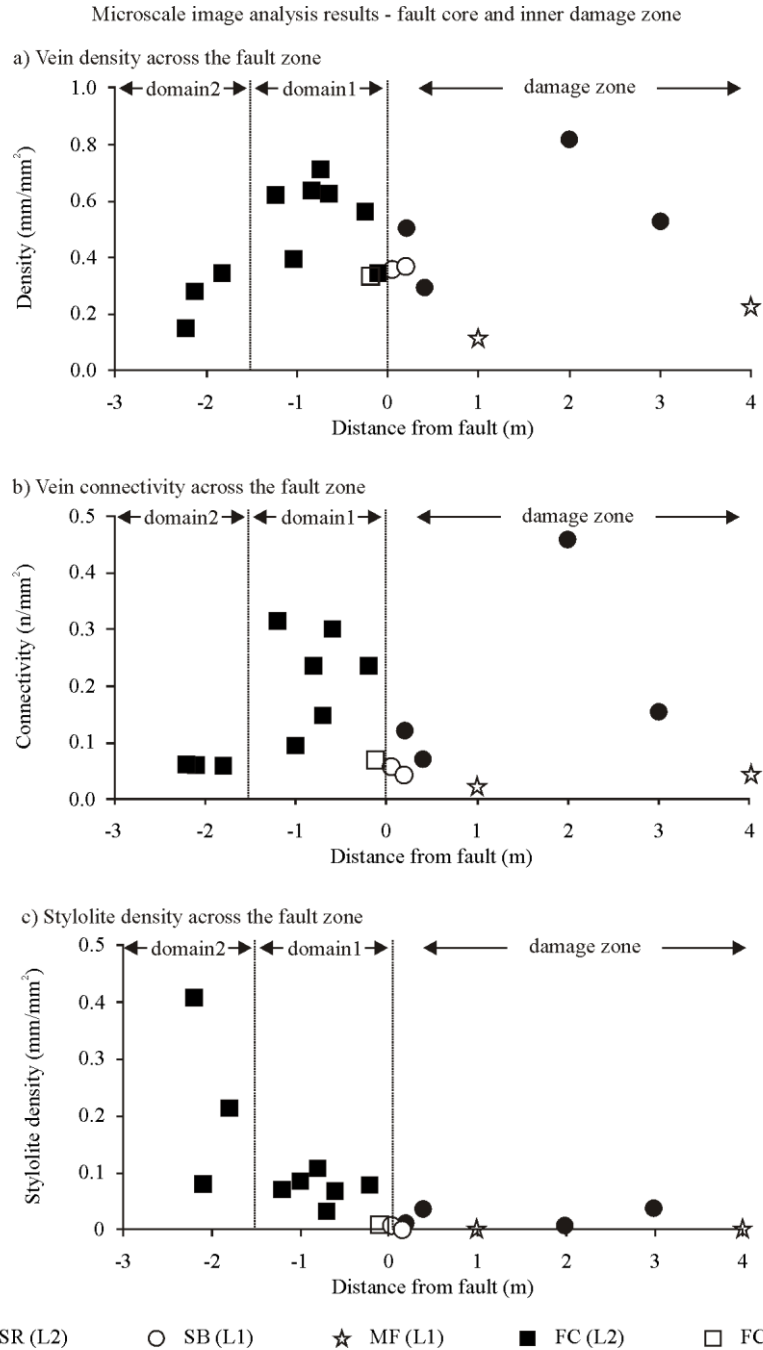 Microscale image analysis results - fault core and inner damage zone
a) Vein density across the fault zone
domain2 domain1 damage zone
1.0
0.8
0.6
0.4
0.2
0.0
Density (mm/mm²)
-3 -2 -1 0 1 2 3 4
Distance from fault (m)
b) Vein connectivity across the fault zone
domain2 domain1 damage zone
0.5
0.4
0.3
0.2
0.1
0.0
Connectivity (n/mm²)
-3 -2 -1 0 1 2 3 4
Distance from fault (m)
c) Stylolite density across the fault zone
domain2 domain1 damage zone
0.5
0.4
0.3
0.2
0.1
0
Stylolite density (mm/mm²)
-3 -2 -1 0 1 2 3 4
Distance from fault (m)
SR (L2) SB (L1) MF (L1) FC (L2) FC